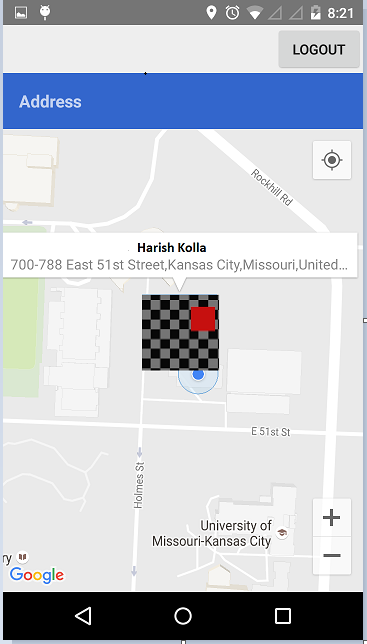 8:21
LOGOUT
Address
Rockhill Rd
Harish Kolla
700-788 East 51st Street,Kansas City,Missouri,United...
E 51st St
Holmes St
University of
Missouri-Kansas City
ry
Google